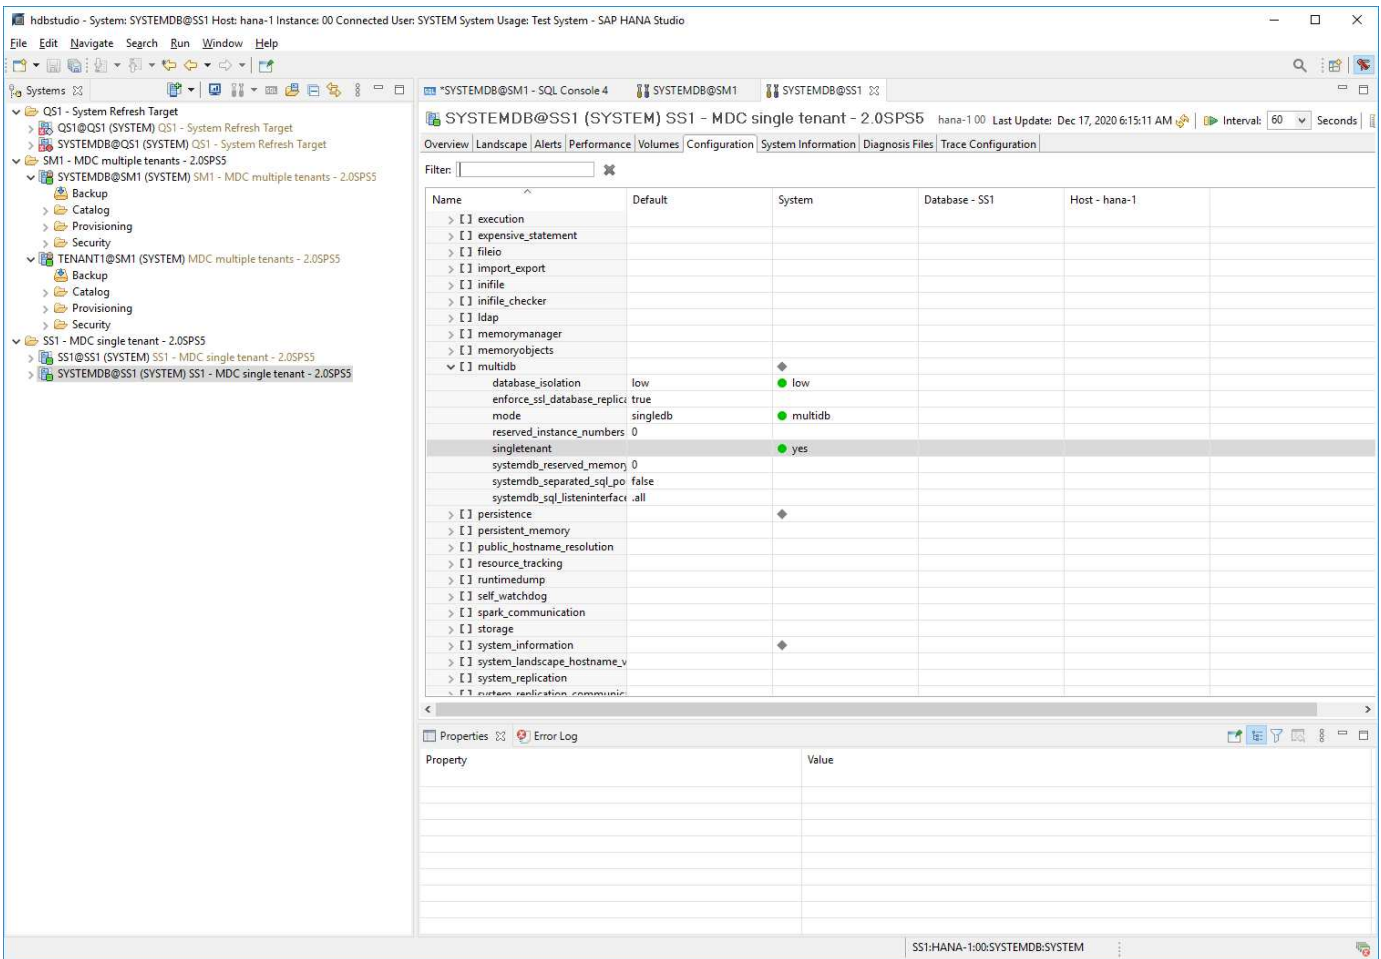 hdbstudio - System: SYSTEMDB@SS1 Host: hana-1 Instance: 00 Connected User: SYSTEM System Usage: Test System - SAP HANA Studio
File Edit Navigate Search Run Window Help
Systems
QS1 - System Refresh Target
QS1@QS1 (SYSTEM) QS1 - System Refresh Target
SYSTEMDB@QS1 (SYSTEM) QS1 - System Refresh Target
SM1 - MDC multiple tenants - 2.0SPS5
SYSTEMDB@SM1 (SYSTEM) SM1 - MDC multiple tenants - 2.0SPS5
Backup
Catalog
Provisioning
Security
TENANT1@SM1 (SYSTEM) MDC multiple tenants - 2.0SPS5
Backup
Catalog
Provisioning
Security
SS1 - MDC single tenant - 2.0SPS5
SS1@SS1 (SYSTEM) SS1 - MDC single tenant - 2.0SPS5
SYSTEMDB@SS1 (SYSTEM) SS1 - MDC single tenant - 2.0SPS5
*SYSTEMDB@SM1 - SQL Console 4 SYSTEMDB@SM1 SYSTEMDB@SS1
SYSTEMDB@SS1 (SYSTEM) SS1 - MDC single tenant - 2.0SPS5 hana-1 00 Last Update: Dec 17, 2020 6:15:11 AM Interval: 60 Seconds
Overview Landscape Alerts Performance Volumes Configuration System Information Diagnosis Files Trace Configuration
Filter:
Name Default System Database - SS1 Host - hana-1
[ ] execution
[ ] expensive_statement
[ ] fileio
[ ] import_export
[ ] inifile
[ ] inifile_checker
[ ] ldap
[ ] memorymanager
[ ] memoryobjects
[ ] multidb
database_isolation low low
enforce_ssl_database_replica true
mode singledb multidb
reserved_instance_numbers 0
singletenant yes
systemdb_reserved_memory 0
systemdb_separated_sql_po false
systemdb_sql_listeninterface .all
[ ] persistence
[ ] persistent_memory
[ ] public_hostname_resolution
[ ] resource_tracking
[ ] runtimedump
[ ] self_watchdog
[ ] spark_communication
[ ] storage
[ ] system_information
[ ] system_landscape_hostname_v
[ ] system_replication
[ ] system_replication_communic
Properties Error Log
Property Value
SS1:HANA-1:00:SYSTEMDB:SYSTEM